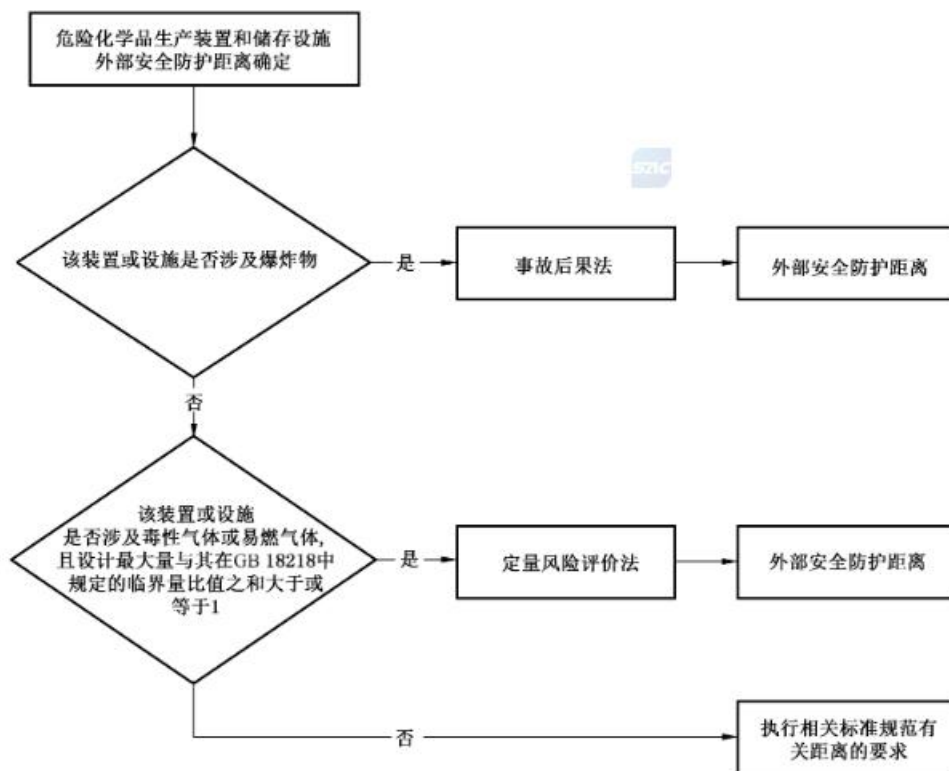 危险化学品生产装置和储存设施
外部安全防护距离确定
SAC
该装置或设施是否涉及爆炸物
是
事故后果法
外部安全防护距离
否
该装置或设施
是否涉及毒性气体或易燃气体,
且设计最大量与其在GB 18218中
规定的临界量比值之和大于或
等于1
是
定量风险评价法
外部安全防护距离
否
执行相关标准规范有
关距离的要求